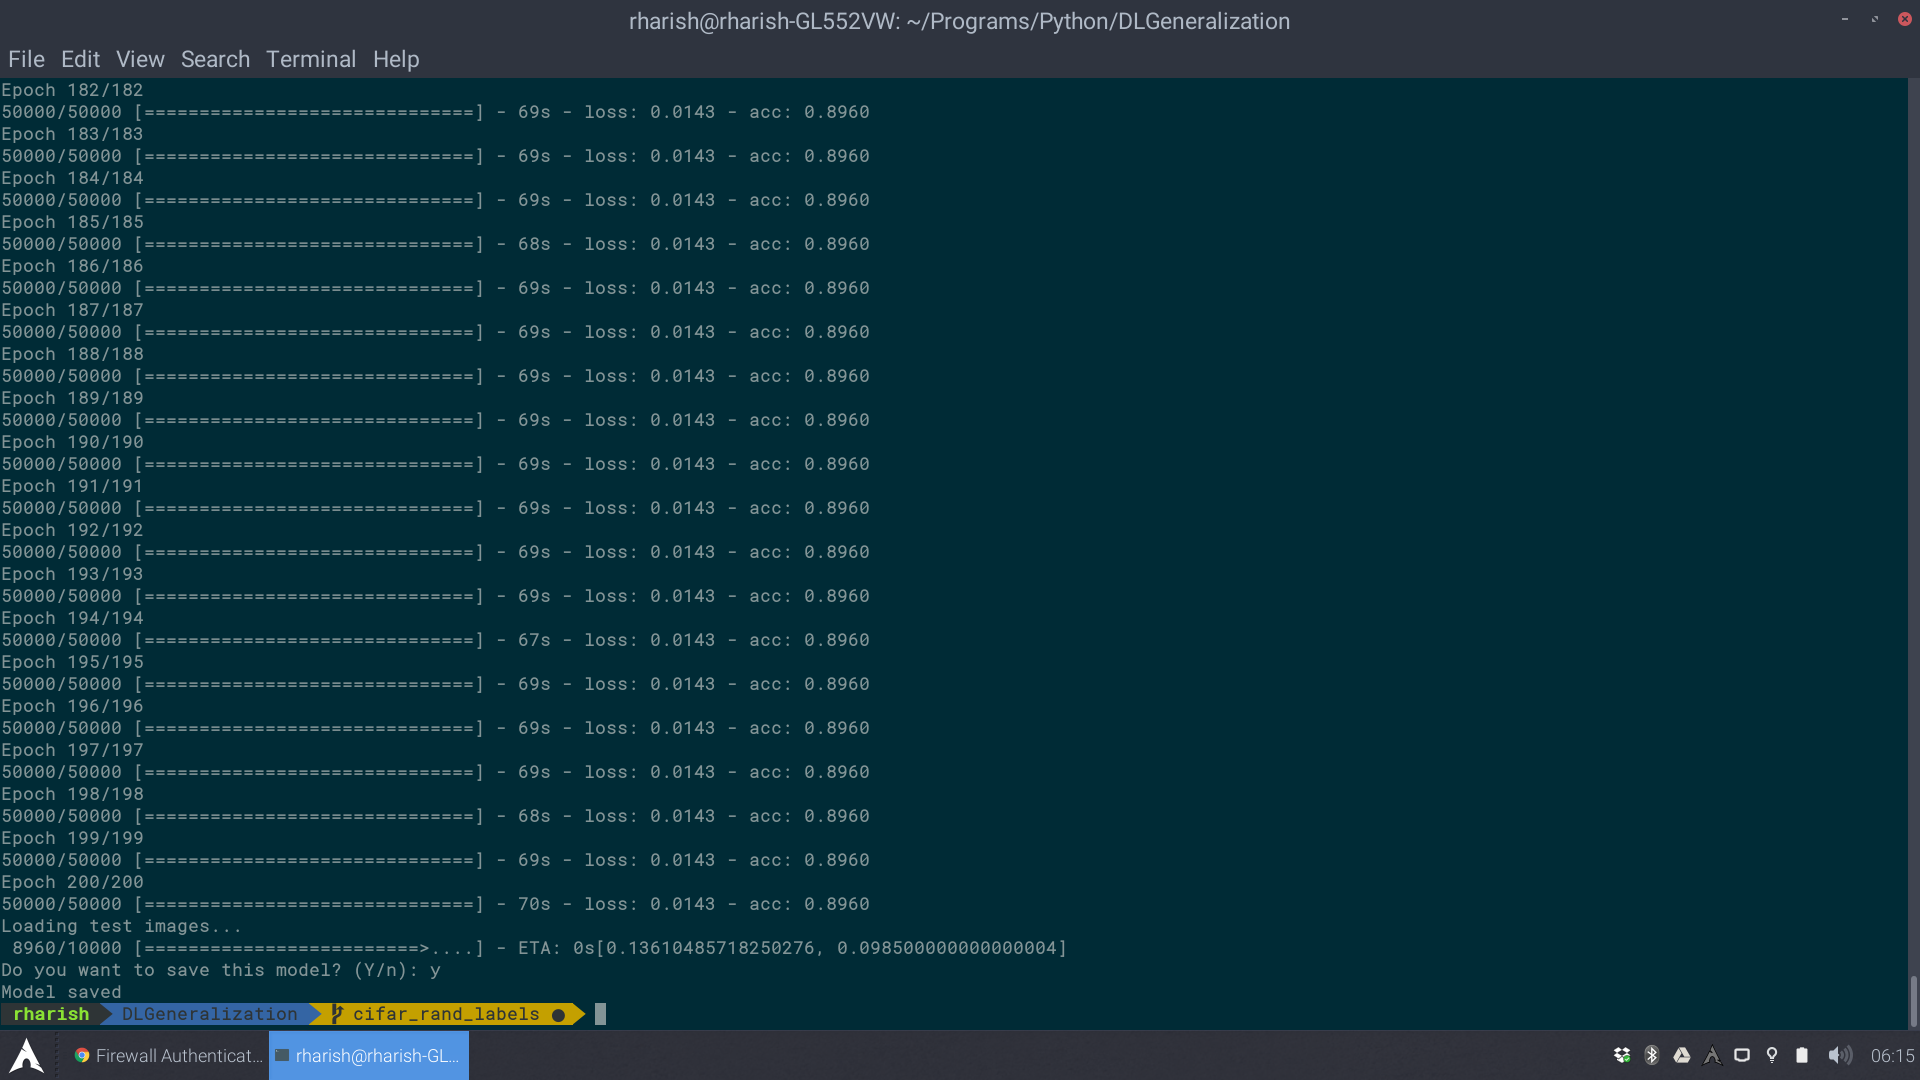 rharish@rharish-GL552VW: ~/Programs/Python/DLGeneralization
File Edit View Search Terminal Help
Epoch 182/182
50000/50000 [==============================] - 69s - loss: 0.0143 - acc: 0.8960
Epoch 183/183
50000/50000 [==============================] - 69s - loss: 0.0143 - acc: 0.8960
Epoch 184/184
50000/50000 [==============================] - 69s - loss: 0.0143 - acc: 0.8960
Epoch 185/185
50000/50000 [==============================] - 68s - loss: 0.0143 - acc: 0.8960
Epoch 186/186
50000/50000 [==============================] - 69s - loss: 0.0143 - acc: 0.8960
Epoch 187/187
50000/50000 [==============================] - 69s - loss: 0.0143 - acc: 0.8960
Epoch 188/188
50000/50000 [==============================] - 69s - loss: 0.0143 - acc: 0.8960
Epoch 189/189
50000/50000 [==============================] - 69s - loss: 0.0143 - acc: 0.8960
Epoch 190/190
50000/50000 [==============================] - 69s - loss: 0.0143 - acc: 0.8960
Epoch 191/191
50000/50000 [==============================] - 69s - loss: 0.0143 - acc: 0.8960
Epoch 192/192
50000/50000 [==============================] - 69s - loss: 0.0143 - acc: 0.8960
Epoch 193/193
50000/50000 [==============================] - 69s - loss: 0.0143 - acc: 0.8960
Epoch 194/194
50000/50000 [==============================] - 67s - loss: 0.0143 - acc: 0.8960
Epoch 195/195
50000/50000 [==============================] - 69s - loss: 0.0143 - acc: 0.8960
Epoch 196/196
50000/50000 [==============================] - 69s - loss: 0.0143 - acc: 0.8960
Epoch 197/197
50000/50000 [==============================] - 69s - loss: 0.0143 - acc: 0.8960
Epoch 198/198
50000/50000 [==============================] - 68s - loss: 0.0143 - acc: 0.8960
Epoch 199/199
50000/50000 [==============================] - 69s - loss: 0.0143 - acc: 0.8960
Epoch 200/200
50000/50000 [==============================] - 70s - loss: 0.0143 - acc: 0.8960
Loading test images...
8960/10000 [=========================>....] - ETA: 0s[0.13610485718250276, 0.098500000000000004]
Do you want to save this model? (Y/n): y
Model saved
rharish DLGeneralization cifar_rand_labels ●
Firewall Authenticat... rharish@rharish-GL... 06:15